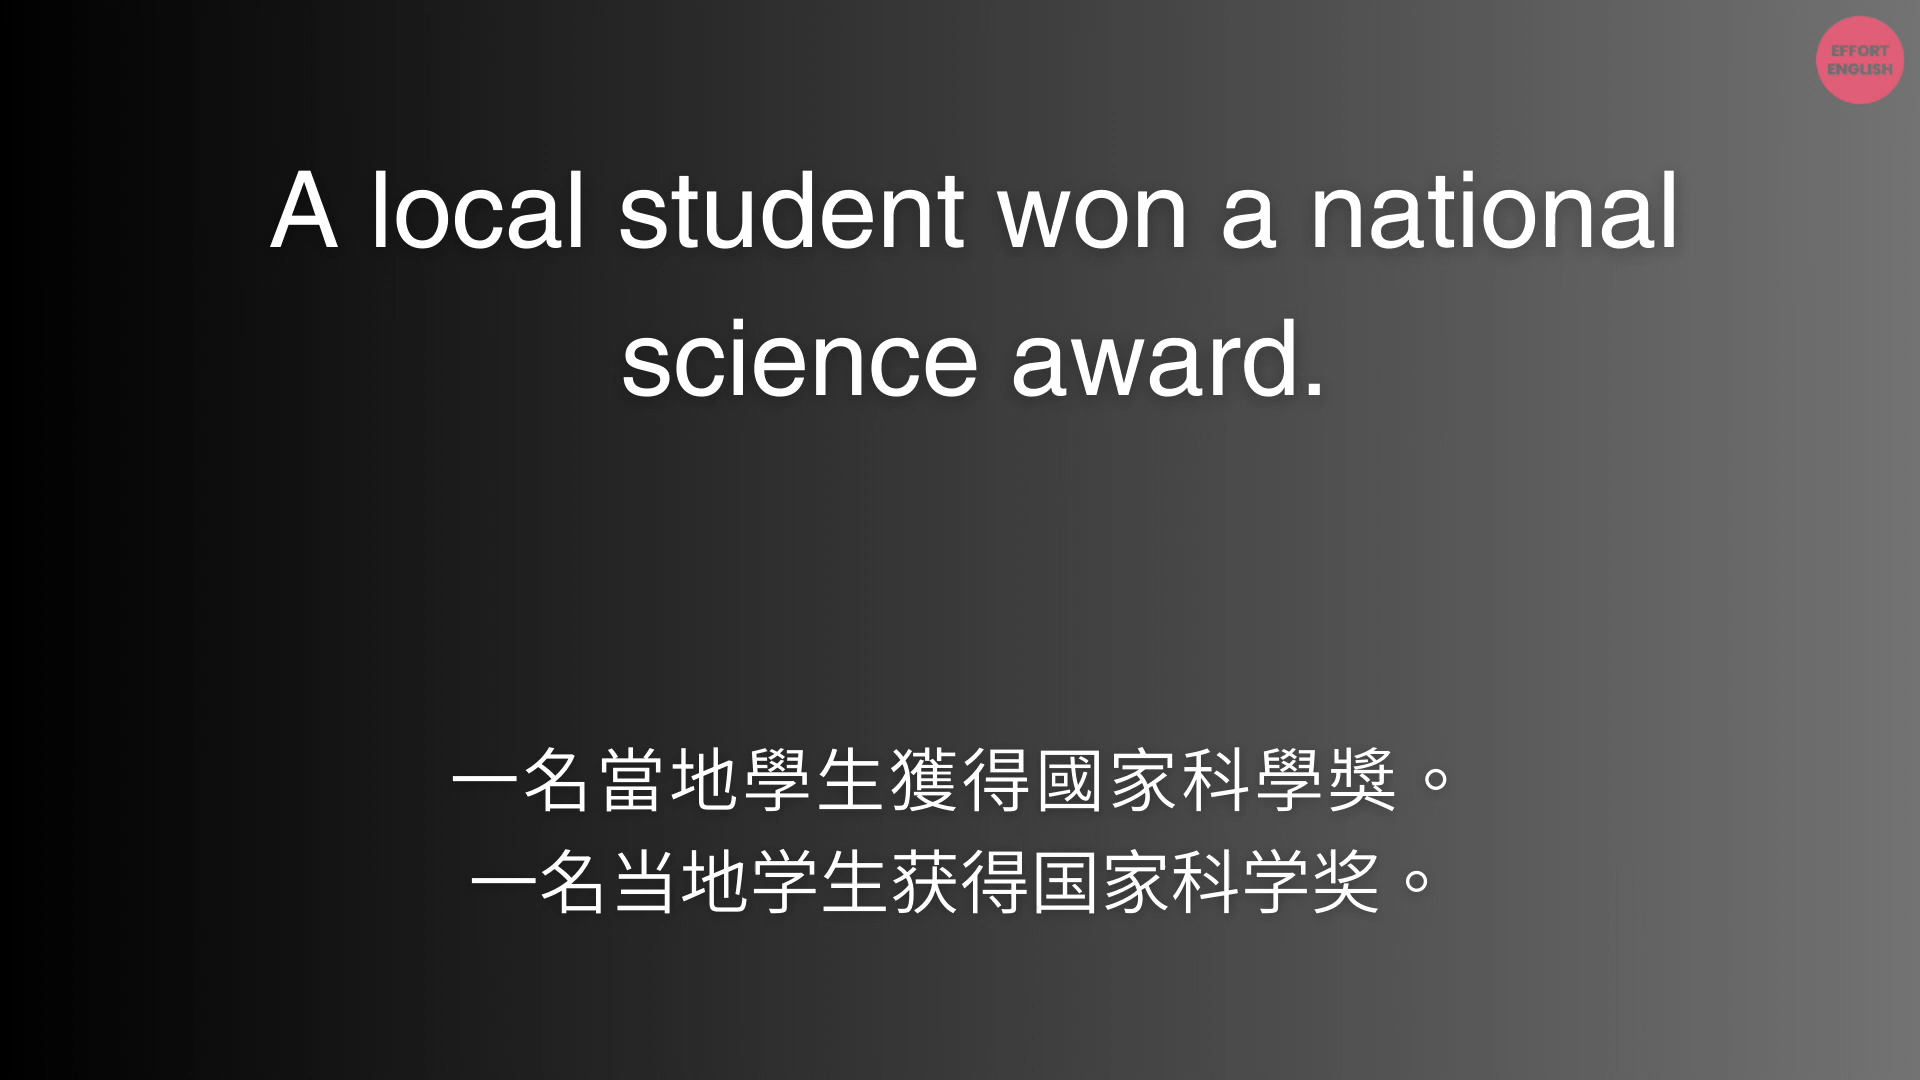 EFFORT
ENGLISH
A local student won a national
science award.
一名當地學生獲得國家科學獎。
一名当地学生获得国家科学奖。